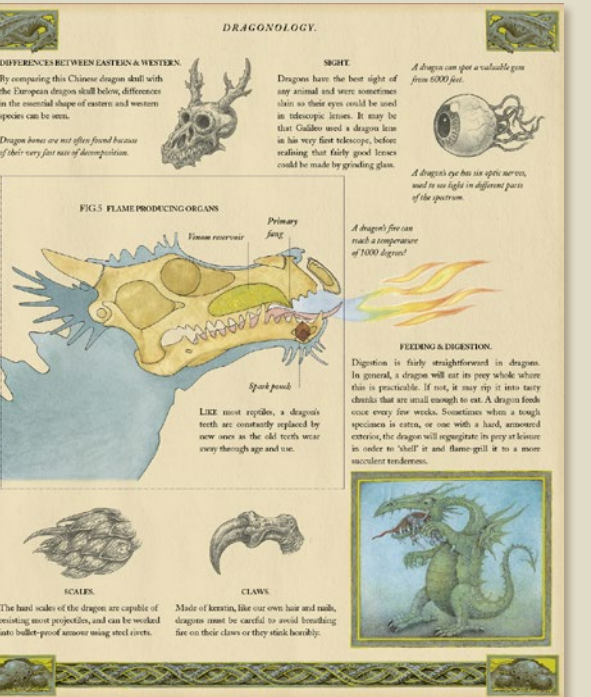 DRAGONOLOGY.
DIFFERENCES BETWEEN EASTERN & WESTERN.
By comparing this Chinese dragon skull with
the European dragon skull below, differences
in the essential shape of eastern and western
species can be seen.
Dragon bones are not often found because
of their very fast rate of decomposition.
SIGHT.
Dragons have the best sight of
any animal and were sometimes
slain so their eyes could be used
in telescopic lenses. It may be
that Galileo used a dragon lens
in his very first telescope, before
realising that fairly good lenses
could be made by grinding glass.
A dragon can spot a valuable gem
from 6000 feet.
A dragon's eye has six optic nerves,
used to see light in different parts
of the spectrum.
FIG.5 FLAME PRODUCING ORGANS
Venom reservoir
Primary
fang
Spark pouch
A dragon's fire can
reach a temperature
of 1000 degrees!
LIKE most reptiles, a dragon's
teeth are constantly replaced by
new ones as the old teeth wear
away through age and use.
FEEDING & DIGESTION.
Digestion is fairly straightforward in dragons.
In general, a dragon will eat its prey whole where
this is practicable. If not, it may rip it into tasty
chunks that are small enough to eat. A dragon feeds
once every few weeks. Sometimes when a tough
specimen is eaten, or one with a hard, armoured
exterior, the dragon will regurgitate its prey at leisure
in order to 'shell' it and flame-grill it to a more
succulent tenderness.
SCALES.
The hard scales of the dragon are capable of
resisting most projectiles, and can be worked
into bullet-proof armour using steel rivets.
CLAWS.
Made of keratin, like our own hair and nails,
dragons must be careful to avoid breathing
fire on their claws or they stink horribly.